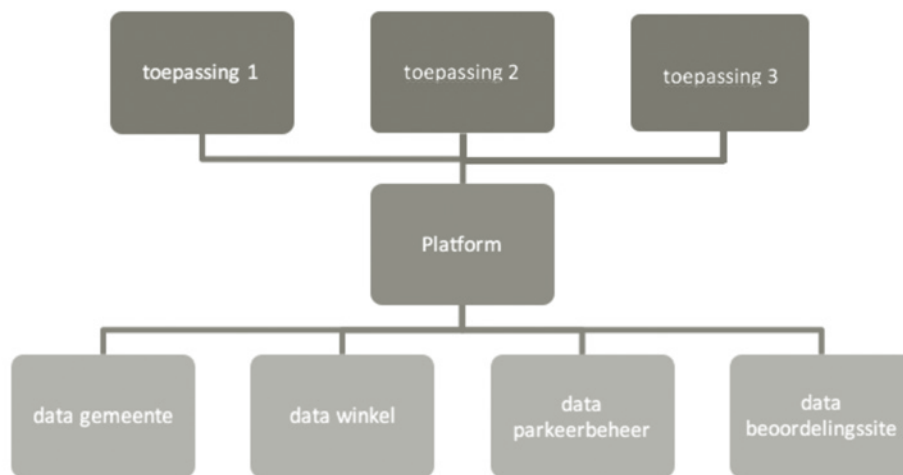 toepassing 1
toepassing 2
toepassing 3
Platform
data gemeente
data winkel
data
parkeerbeheer
data
beoordelingssite